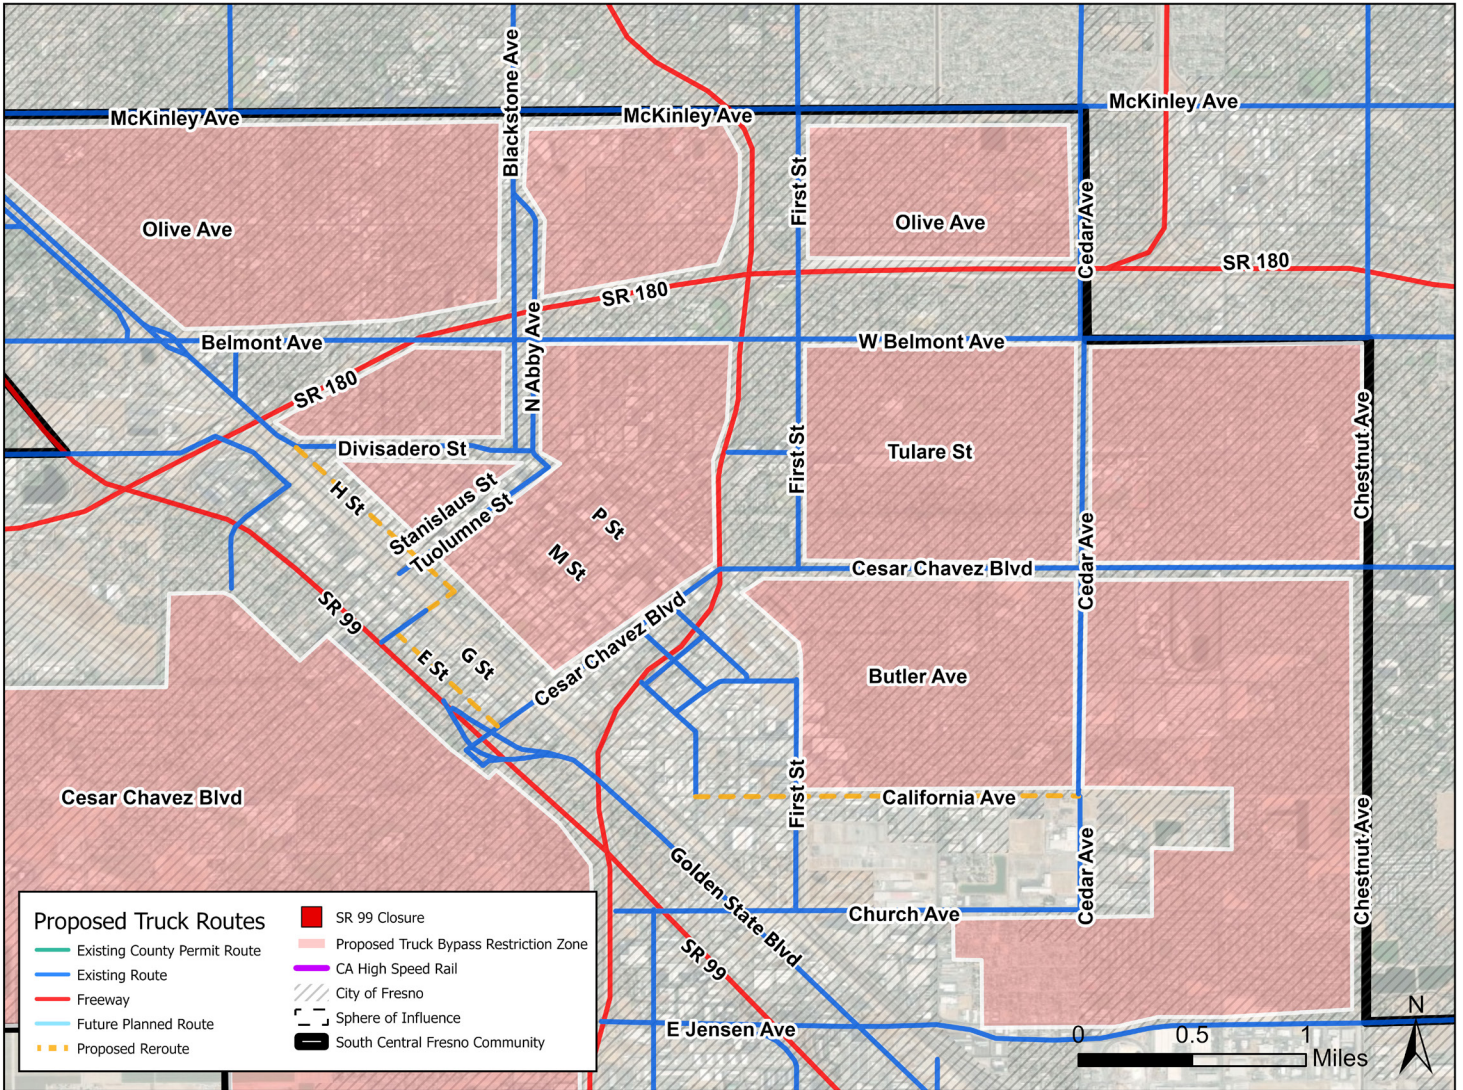 Blackstone Ave
McKinley Ave
McKinley Ave
McKinley Ave
First St
Cedar Ave
Olive Ave
Olive Ave
SR 180
SR 180
Belmont Ave
N Abby Ave
W Belmont Ave
SR 180
Divisadero St
First St
Tulare St
Chestnut Ave
H St
Stanislaus St
Tuolumne St
P St
M St
Cedar Ave
Cesar Chavez Blvd
SR 99
Cesar Chavez Blvd
E St
G St
Butler Ave
Cesar Chavez Blvd
First St
California Ave
Cedar Ave
Chestnut Ave
Golden State Blvd
Church Ave
SR 99
E Jensen Ave
Proposed Truck Routes
Existing County Permit Route
Existing Route
Freeway
Future Planned Route
Proposed Reroute
SR 99 Closure
Proposed Truck Bypass Restriction Zone
CA High Speed Rail
City of Fresno
Sphere of Influence
South Central Fresno Community
N
0 0.5 1
Miles